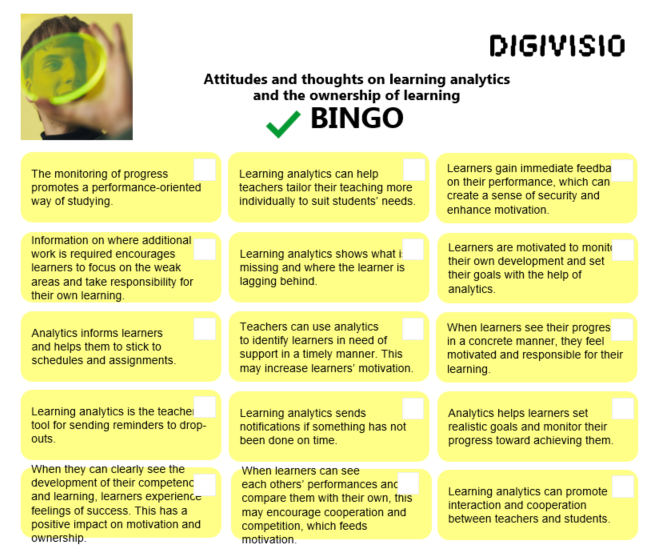 DIGIVISIO
Attitudes and thoughts on learning analytics
and the ownership of learning
BINGO
The monitoring of progress
promotes a performance-oriented
way of studying.
Learning analytics can help
teachers tailor their teaching more
individually to suit students' needs.
Learners gain immediate feedba
on their performance, which can
create a sense of security and
enhance motivation.
Information on where additional
work is required encourages
learners to focus on the weak
areas and take responsibility for
their own learning.
Learning analytics shows what is
missing and where the learner is
lagging behind.
Learners are motivated to monito
their own development and set
their goals with the help of
analytics.
Analytics informs learners
and helps them to stick to
schedules and assignments.
Teachers can use analytics
to identify learners in need of
support in a timely manner. This
may increase learners' motivation.
When learners see their progres
in a concrete manner, they feel
motivated and responsible for their
learning.
Learning analytics is the teacher
tool for sending reminders to drop-
outs.
Learning analytics sends
notifications if something has not
been done on time.
Analytics helps learners set
realistic goals and monitor their
progress toward achieving them.
When they can clearly see the
development of their competenc
and learning, learners experience
feelings of success. This has a
positive impact on motivation and
ownership.
When learners can see
each others' performances and
compare them with their own, this
may encourage cooperation and
competition, which feeds
motivation.
Learning analytics can promote
interaction and cooperation
between teachers and students.